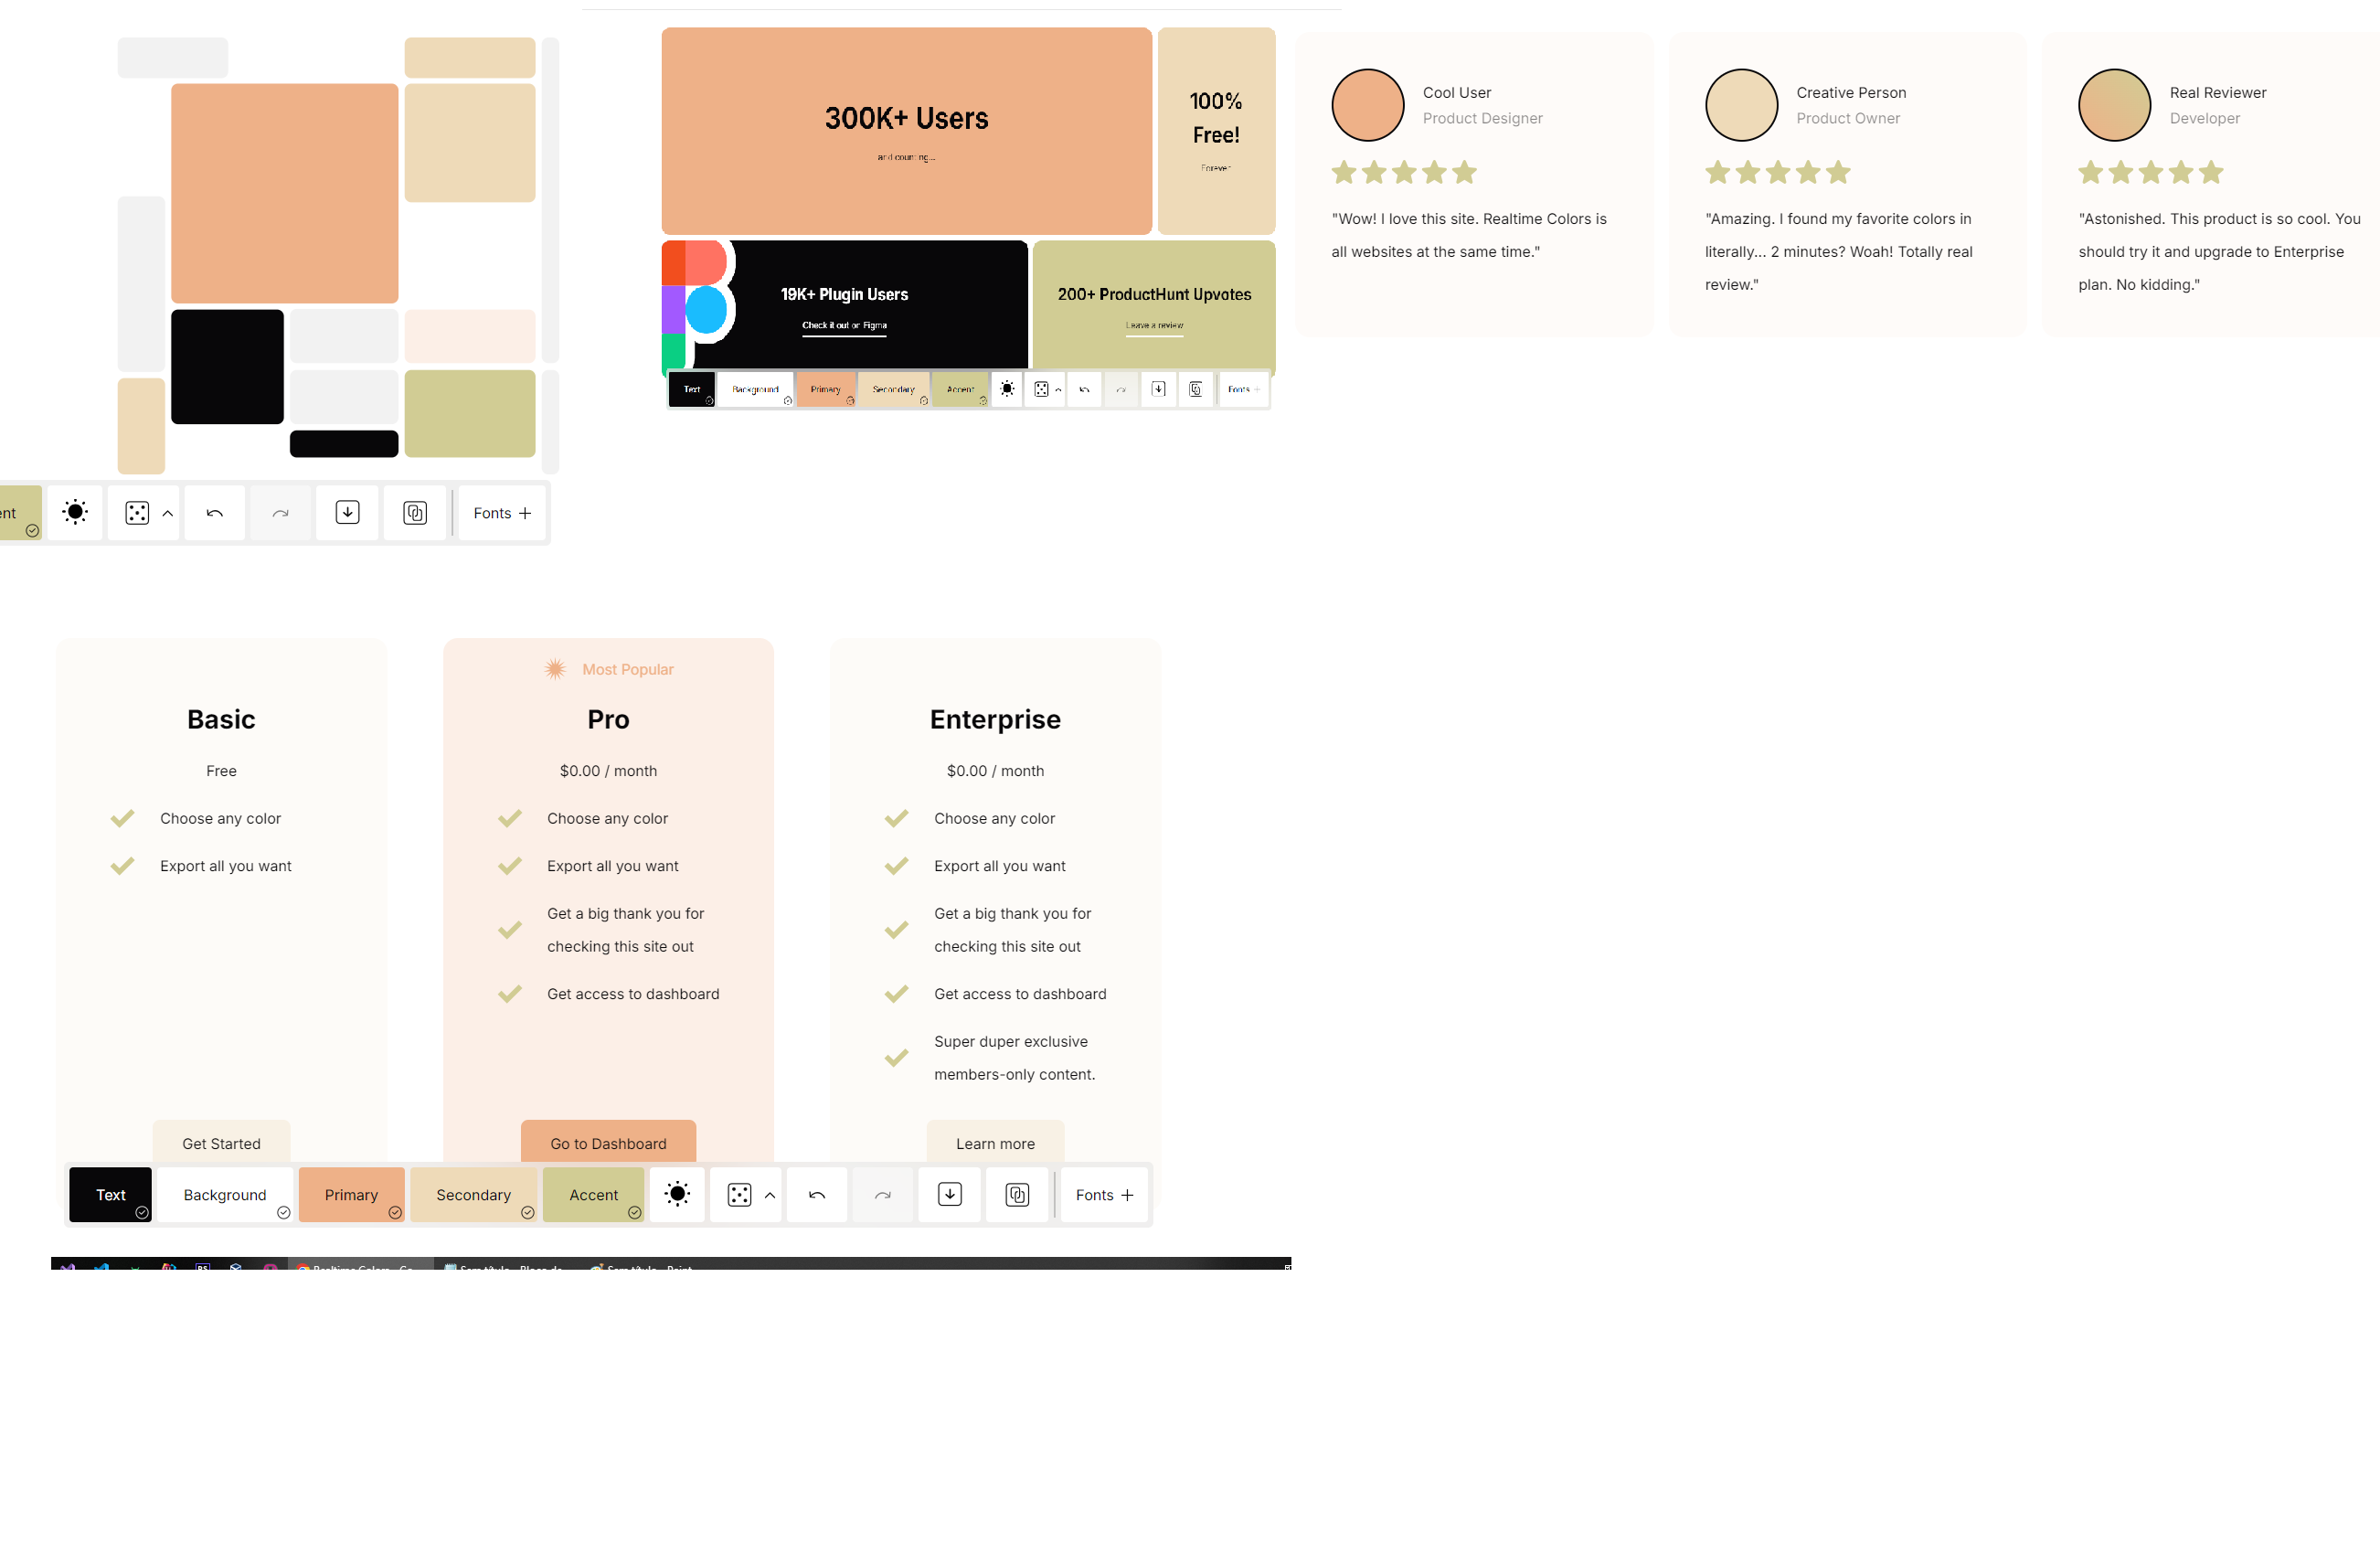 300K+ Users
and counting...
100%
Free!
Forever
19K+ Plugin Users
Check it out on Figma
200+ ProductHunt Upvotes
Leave a review
Text
Background
Primary
Secondary
Accent
Fonts +
Cool User
Product Designer
"Wow! I love this site. Realtime Colors is
all websites at the same time."
Creative Person
Product Owner
"Amazing. I found my favorite colors in
literally... 2 minutes? Woah! Totally real
review."
Real Reviewer
Developer
"Astonished. This product is so cool. You
should try it and upgrade to Enterprise
plan. No kidding."
ent
Fonts +
Basic
Free
Choose any color
Export all you want
Get Started
Most Popular
Pro
$0.00 / month
Choose any color
Export all you want
Get a big thank you for
checking this site out
Get access to dashboard
Go to Dashboard
Enterprise
$0.00 / month
Choose any color
Export all you want
Get a big thank you for
checking this site out
Get access to dashboard
Super duper exclusive
members-only content.
Learn more
Text
Background
Primary
Secondary
Accent
Fonts +